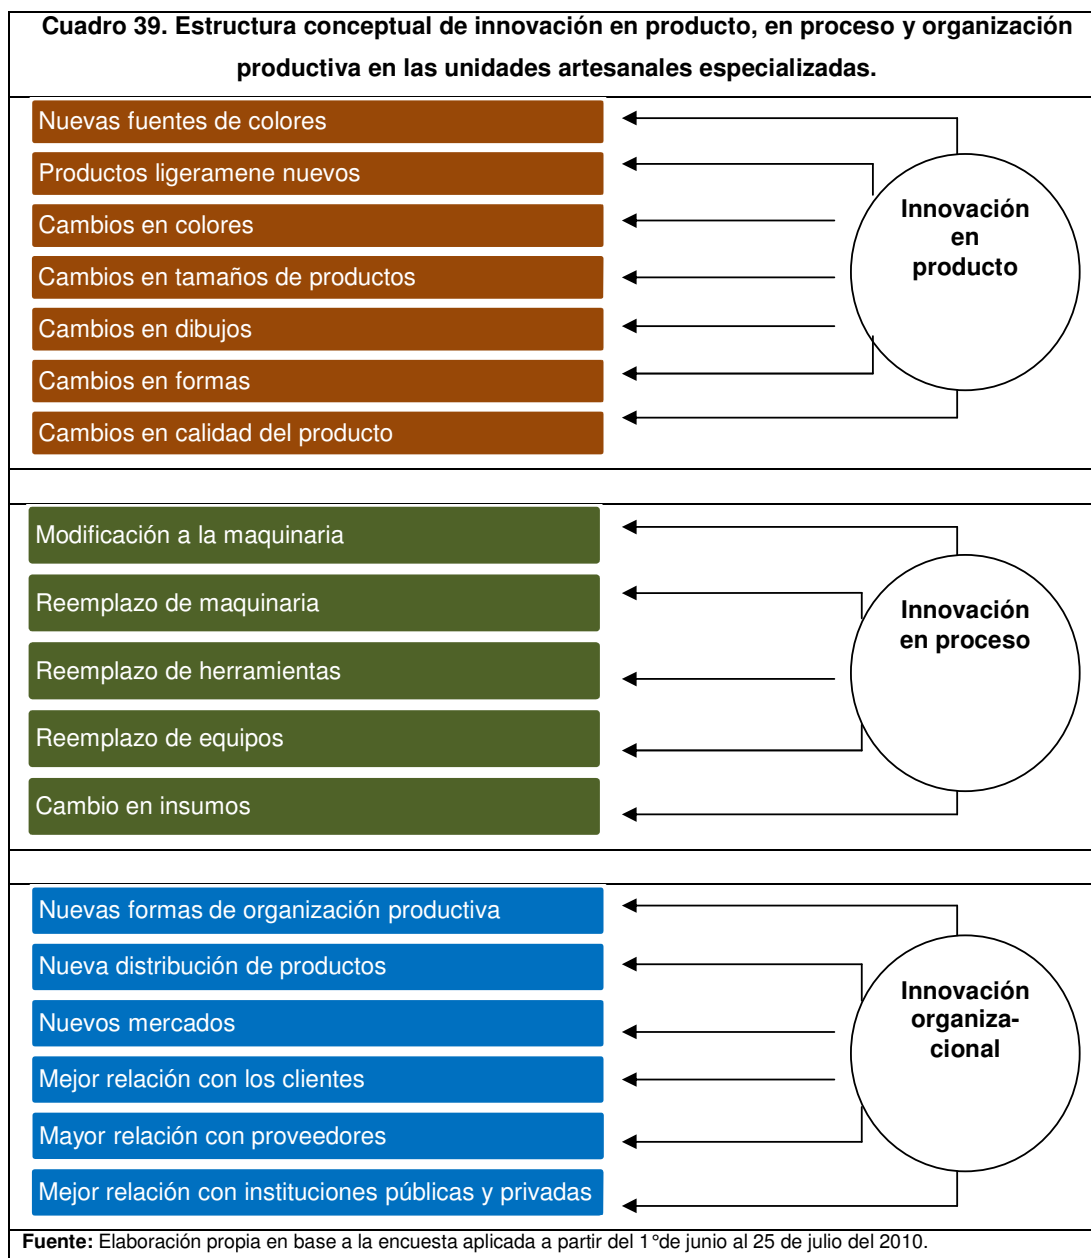 Cuadro 39. Estructura conceptual de innovación en producto, en proceso y organización
productiva en las unidades artesanales especializadas.
Nuevas fuentes de colores
Productos ligeramene nuevos
Cambios en colores
Cambios en tamaños de productos
Cambios en dibujos
Cambios en formas
Cambios en calidad del producto
Innovación
en
producto
Modificación a la maquinaria
Reemplazo de maquinaria
Reemplazo de herramientas
Reemplazo de equipos
Cambio en insumos
Innovación
en proceso
Nuevas formas de organización productiva
Nueva distribución de productos
Nuevos mercados
Mejor relación con los clientes
Mayor relación con proveedores
Mejor relación con instituciones públicas y privadas
Innovación
organiza-
cional
Fuente: Elaboración propia en base a la encuesta aplicada a partir del 1°de junio al 25 de julio del 2010.